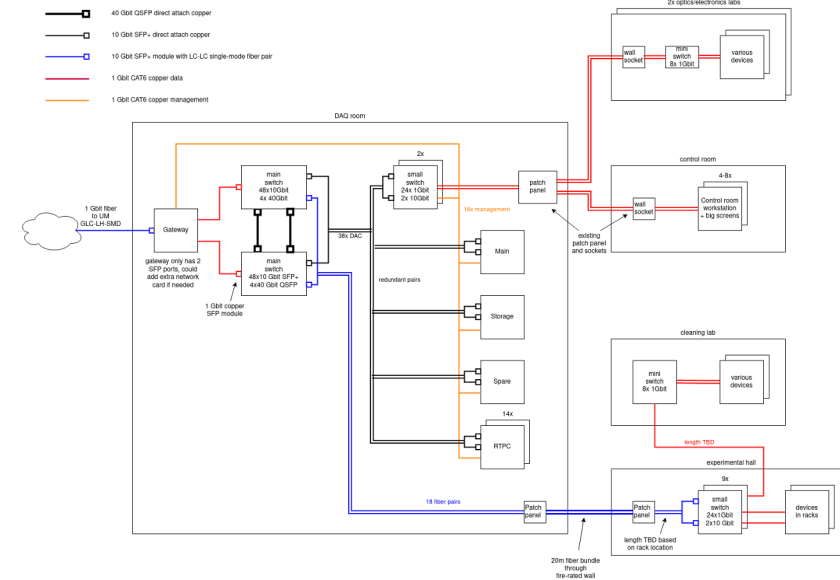 40 Gbit QSFP direct attach copper
10 Gbit SFP+ direct attach copper
10 Gbit SFP+ module with LC-LC single-mode fiber pair
1 Gbit CAT6 copper data
1 Gbit CAT6 copper management
2x optics/electronics labs
wall
socket
mini
switch
8x 1Gbit
various
devices
DAQ room
1 Gbit fiber
to UM
GLC-LH-SMD
Gateway
gateway only has 2
SFP ports, could
add extra network
card if needed
main
switch
48x10Gbit
4x 40Gbit
main
switch
48x10 Gbit SFP+
4x40 Gbit QSFP
1 Gbit copper
SFP module
36x DAC
2x
small
switch
24x 1Gbit
2x 10Gbit
18x management
redundant pairs
Main
Storage
Spare
14x
RTPC
patch
panel
existing
patch panel
and sockets
control room
wall
socket
4-8x
Control room
workstation
+ big screens
cleaning lab
mini
switch
8x 1Gbit
various
devices
length TBD
experimental hall
18 fiber pairs
Patch
panel
Patch
panel
9x
small
switch
24x1Gbit
2x10 Gbit
devices
in racks
length TBD based
on rack location
20m fiber bundle
through
fire-rated wall